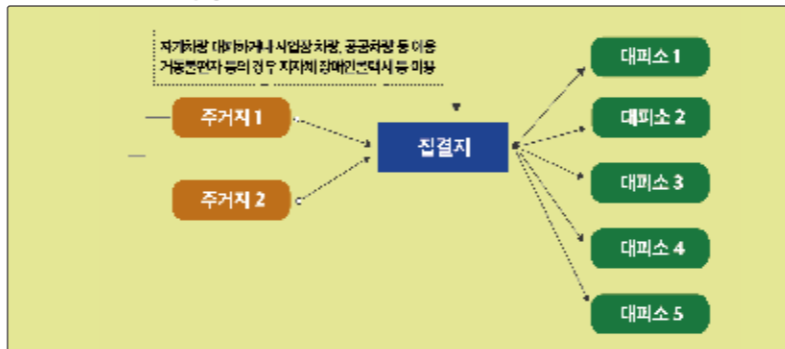 자가차량 대피하거나 사업장 차량, 공공차량 등 이용
거동불편자 등의 경우 지자체 장애인콜택시 등 이용
주거지 1
주거지 2
집결지
대피소 1
대피소 2
대피소 3
대피소 4
대피소 5